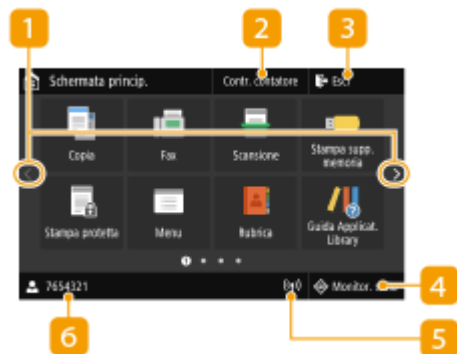 1
2
3
Schermata princip.
Contr. contatore
Esci
Copia
Fax
Scansione
Stampa supp.
memoria
Stampa protetta
Menu
Rubrica
Guida Applicat.
Library
1
7654321
Monitor.
4
5
6